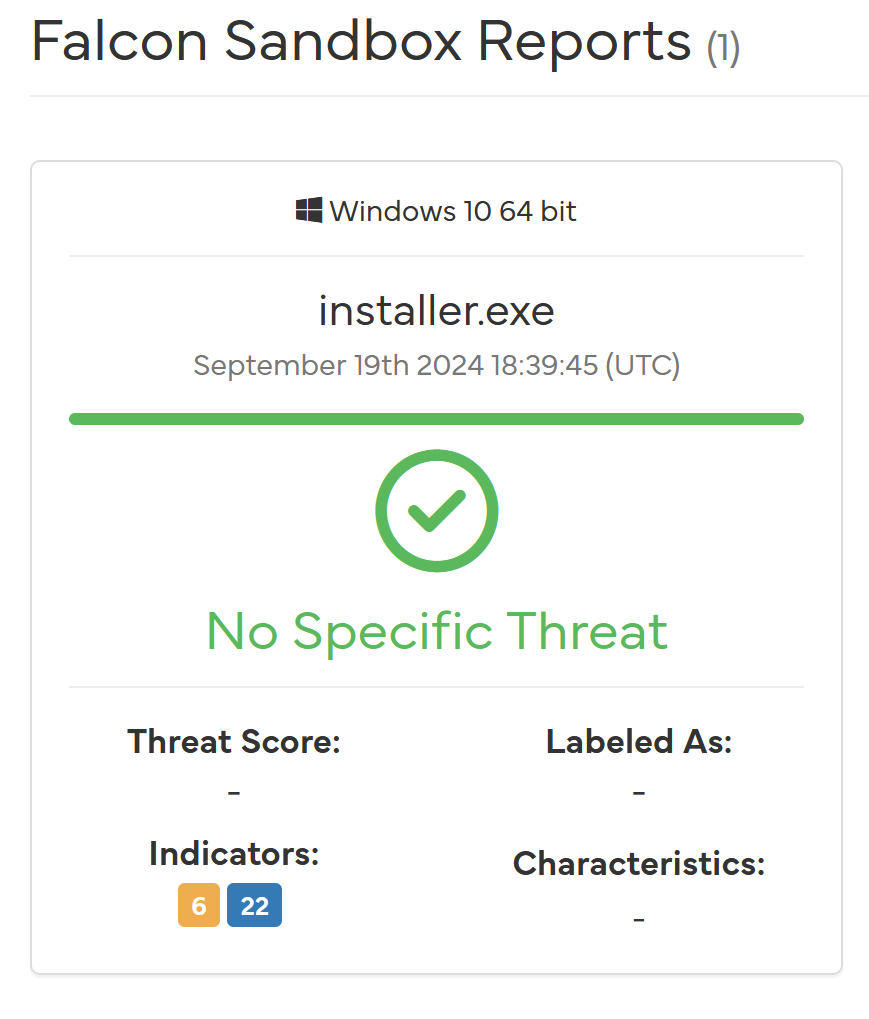 Falcon Sandbox Reports (1)
Windows 10 64 bit
installer.exe
September 19th 2024 18:39:45 (UTC)
No Specific Threat
Threat Score:
-
Labeled As:
-
Indicators:
6 22
Characteristics:
-